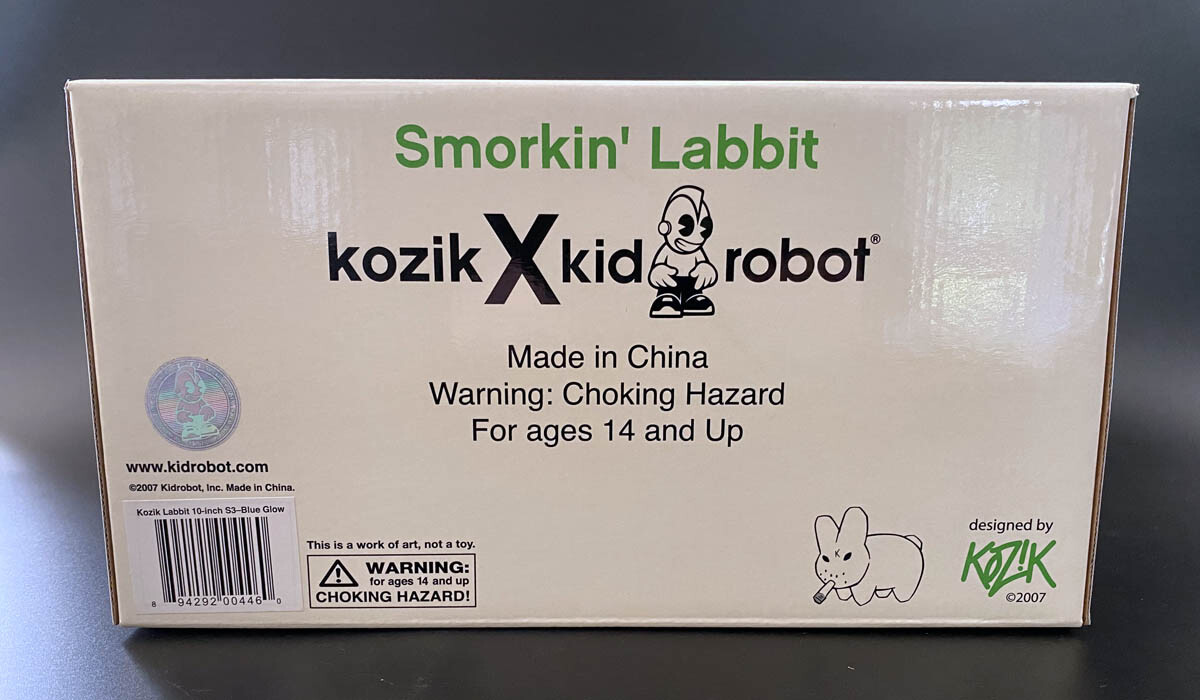 Smorkin' Labbit
kozik X kid robot®
Made in China
Warning: Choking Hazard
For ages 14 and Up
www.kidrobot.com
©2007 Kidrobot, Inc. Made in China.
Kozik Labbit 10-inch S3–Blue Glow
8 94292 00446 0
This is a work of art, not a toy.
WARNING:
for ages 14 and up
CHOKING HAZARD!
K
designed by
KOZ!K
©2007